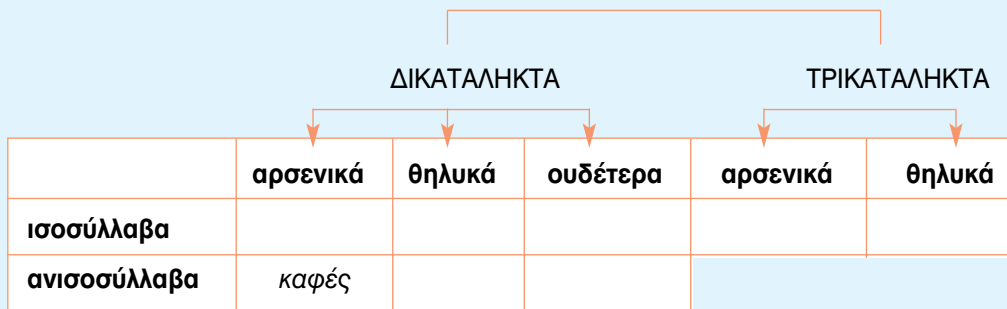 ΔΙΚΑΤΑΛΗΚΤΑ ΤΡΙΚΑΤΑΛΗΚΤΑ
αρσενικά θηλυκά ουδέτερα αρσενικά θηλυκά
ισοσύλλαβα
ανισοσύλλαβα καφές